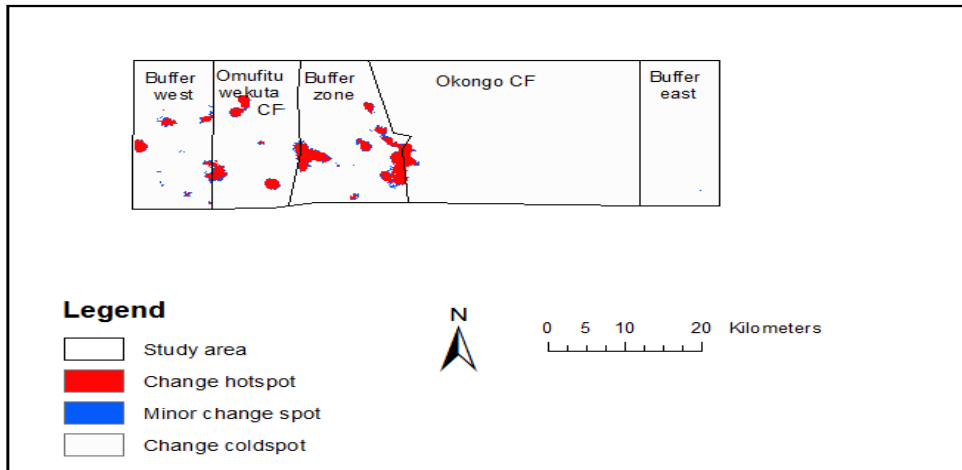 Buffer
west
Omufitu
wekuta
CF
Buffer
zone
Okongo CF
Buffer
east
Legend
Study area
Change hotspot
Minor change spot
Change coldspot
N
0 5 10 20 Kilometers